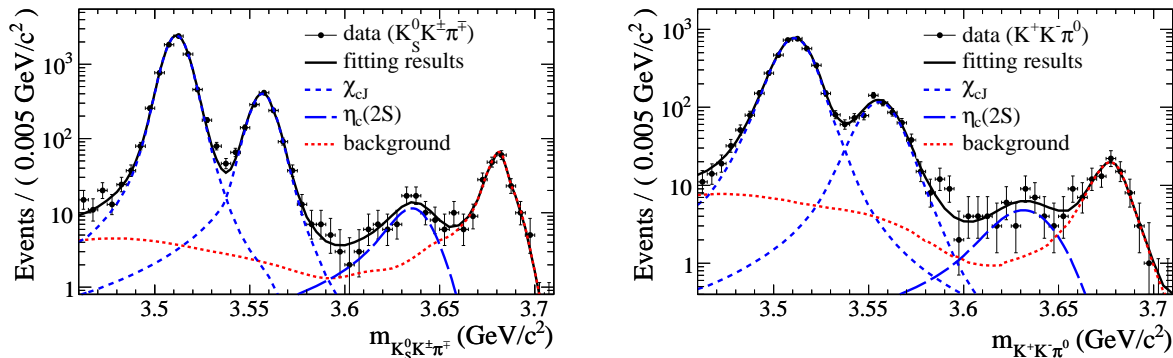 Events / ( 0.005 GeV/c²)
10³
10²
10
1
data (K⁰_S K^±π^∓)
fitting results
χ_cJ
η_c(2S)
background
3.5 3.55 3.6 3.65 3.7
m_{K⁰_S K^±π^∓} (GeV/c²)
Events / ( 0.005 GeV/c²)
10³
10²
10
1
data (K⁺K⁻π⁰)
fitting results
χ_cJ
η_c(2S)
background
3.5 3.55 3.6 3.65 3.7
m_{K⁺K⁻π⁰} (GeV/c²)